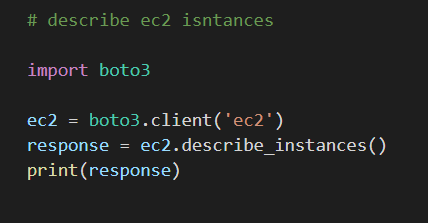 # describe ec2 isntances
import boto3
ec2 = boto3.client('ec2')
response = ec2.describe_instances()
print(response)